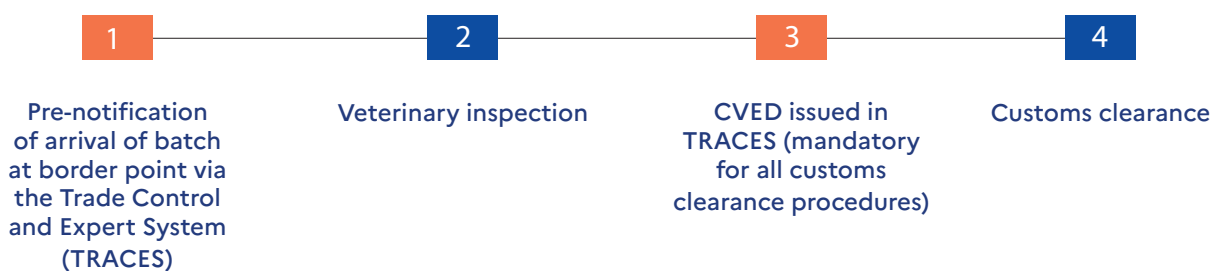 1
2
3
4
Pre-notification
of arrival of batch
at border point via
the Trade Control
and Expert System
(TRACES)
Veterinary inspection
CVED issued in
TRACES (mandatory
for all customs
clearance procedures)
Customs clearance